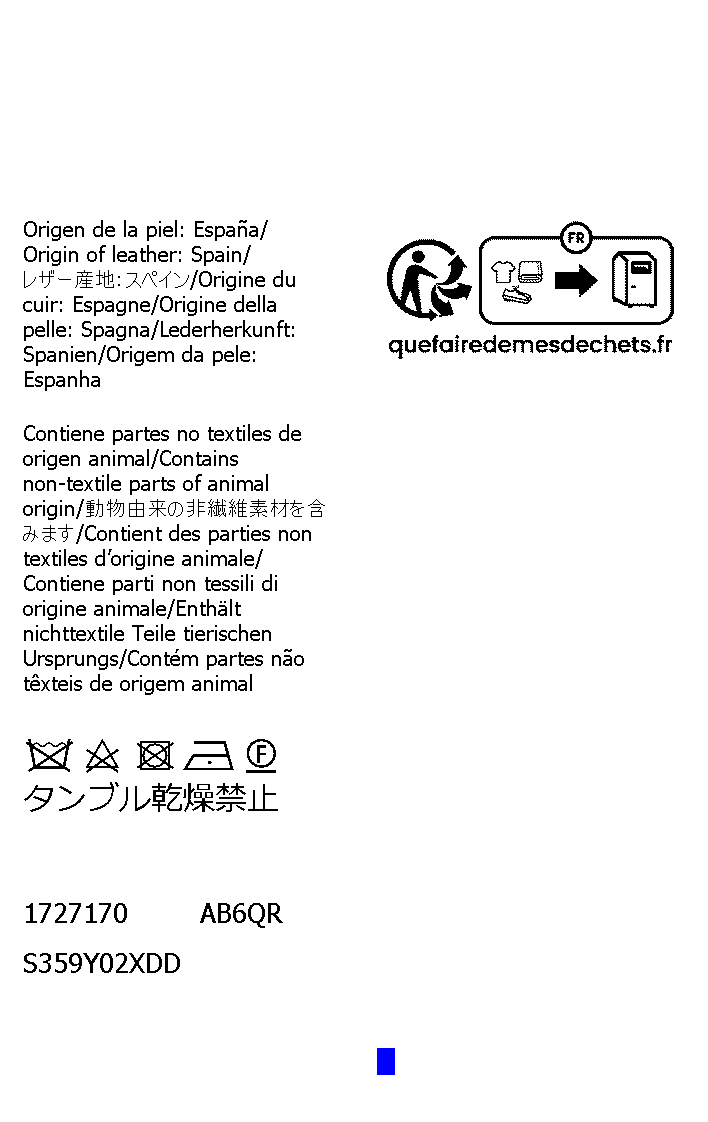 Origen de la piel: España/
Origin of leather: Spain/
レザー産地：スペイン/Origine du
cuir: Espagne/Origine della
pelle: Spagna/Lederherkunft:
Spanien/Origem da pele:
Espanha
Contiene partes no textiles de
origen animal/Contains
non-textile parts of animal
origin/動物由来の非繊維素材を含
みます/Contient des parties non
textiles d’origine animale/
Contiene parti non tessili di
origine animale/Enthält
nichttextile Teile tierischen
Ursprungs/Contém partes não
têxteis de origem animal
F
タンブル乾燥禁止
1727170 AB6QR
S359Y02XDD
FR
quefairedemesdechets.fr